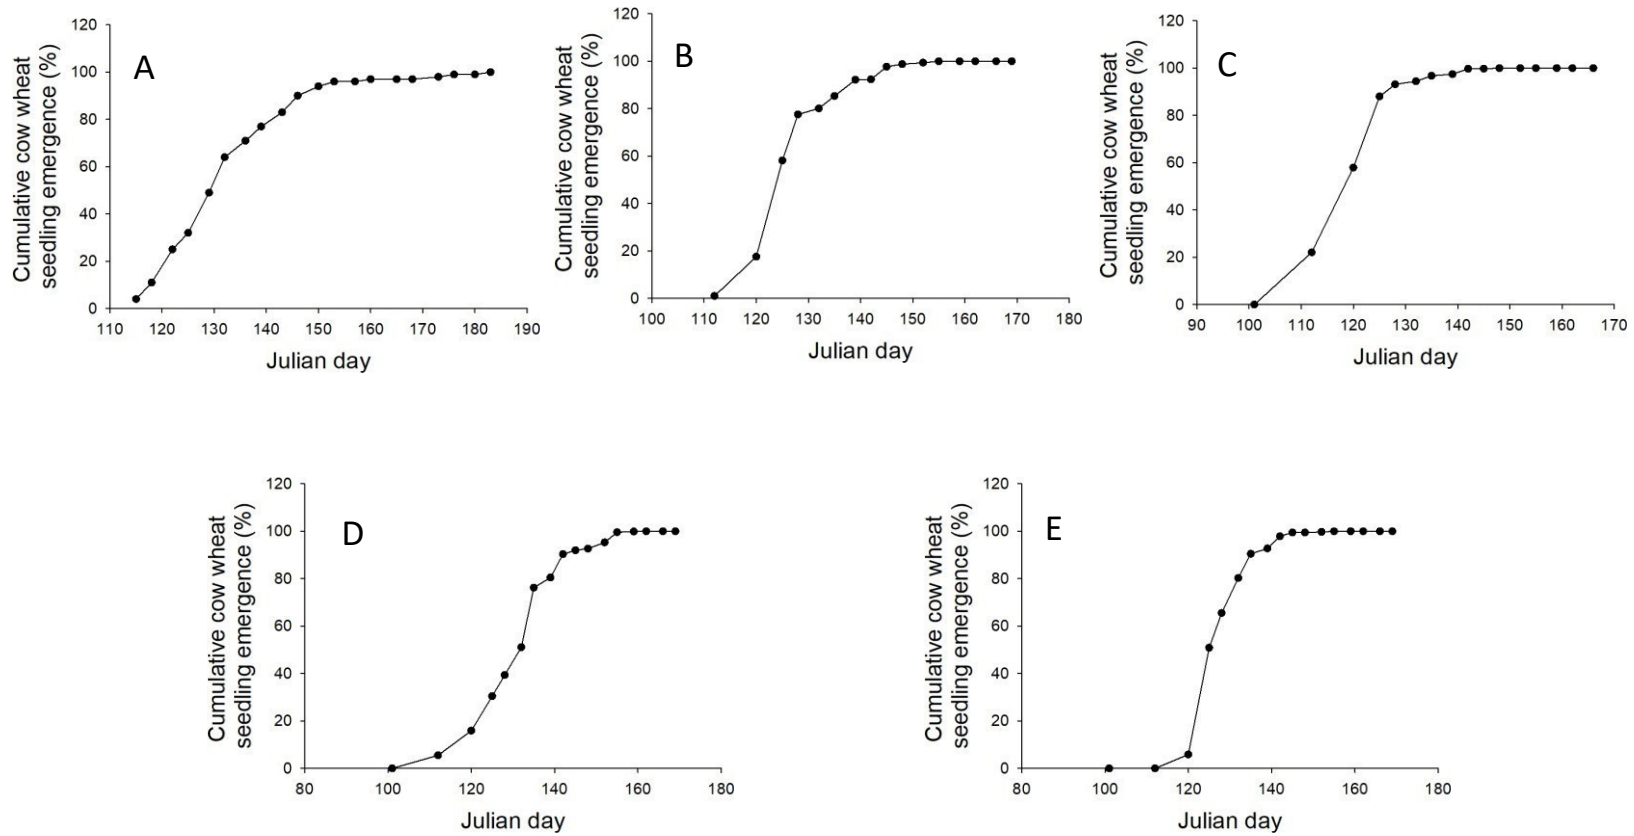 A
Cumulative cow wheat
seedling emergence (%)
120
100
80
60
40
20
0
110 120 130 140 150 160 170 180 190
Julian day
B
Cumulative cow wheat
seedling emergence (%)
120
100
80
60
40
20
0
100 110 120 130 140 150 160 170 180
Julian day
C
Cumulative cow wheat
seedling emergence (%)
120
100
80
60
40
20
0
90 100 110 120 130 140 150 160 170
Julian day
D
Cumulative cow wheat
seedling emergence (%)
120
100
80
60
40
20
0
80 100 120 140 160 180
Julian day
E
Cumulative cow wheat
seedling emergence (%)
120
100
80
60
40
20
0
80 100 120 140 160 180
Julian day